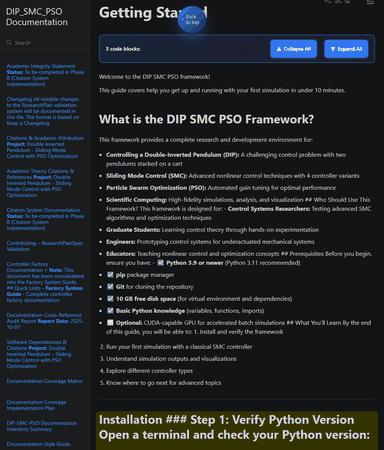 DIP_SMC_PSO
Documentation
Search
Academic Integrity Statement
Status: To be completed in Phase
8 (Citation System
Implementation)
Changelog All notable changes
to the ResearchPlan validation
system will be documented in
this file. The format is based on
Keep a Changelog,
Citations & Academic Attribution
Project: Double Inverted
Pendulum - Sliding Mode Control
with PSO Optimization
Academic Theory Citations &
References Project: Double
Inverted Pendulum - Sliding
Mode Control with PSO
Optimization
Citation System Documentation
Status: To be completed in Phase
8 (Citation System
Implementation)
Contributing – ResearchPlanSpec
Validation
Controller Factory
Documentation > Note: This
document has been consolidated
into the Factory System Guide.
## Quick Links - Factory System
Guide - Complete controller
factory documentation
Documentation Cross-Reference
Audit Report Report Date: 2025-
10-07
Software Dependencies &
Citations Project: Double
Inverted Pendulum - Sliding
Mode Control with PSO
Optimization
Documentation Coverage Matrix
Documentation Coverage
Implementation Plan
DIP-SMC-PSO Documentation
Inventory Summary
Documentation Style Guide
Getting Started
Back
to top
3 code blocks:
Collapse All
Expand All
Welcome to the DIP SMC PSO framework!
This guide covers help you get up and running with your first simulation in under 10 minutes.
What is the DIP SMC PSO Framework?
This framework provides a complete research and development environment for:
Controlling a Double-Inverted Pendulum (DIP): A challenging control problem with two
pendulums stacked on a cart
Sliding Mode Control (SMC): Advanced nonlinear control techniques with 4 controller variants
Particle Swarm Optimization (PSO): Automated gain tuning for optimal performance
Scientific Computing: High-fidelity simulations, analysis, and visualization ## Who Should Use This
Framework? This framework is designed for: - Control Systems Researchers: Testing advanced SMC
algorithms and optimization techniques
Graduate Students: Learning control theory through hands-on experimentation
Engineers: Prototyping control systems for underactuated mechanical systems
Educators: Teaching nonlinear control and optimization concepts ## Prerequisites Before you begin,
ensure you have: - Python 3.9 or newer (Python 3.11 recommended)
pip package manager
Git for cloning the repository
10 GB free disk space (for virtual environment and dependencies)
Basic Python knowledge (variables, functions, imports)
Optional: CUDA-capable GPU for accelerated batch simulations ## What You'll Learn By the end
of this guide, you will be able to: 1. Install and verify the framework
2. Run your first simulation with a classical SMC controller
3. Understand simulation outputs and visualizations
4. Explore different controller types
5. Know where to go next for advanced topics
Installation ### Step 1: Verify Python Version
Open a terminal and check your Python version: